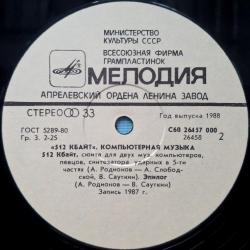 МИНИСТЕРСТВО
КУЛЬТУРЫ СССР
ВСЕСОЮЗНАЯ ФИРМА
ГРАМПЛАСТИНОК
МЕЛОДИЯ
АПРЕЛЕВСКИЙ ОРДЕНА ЛЕНИНА ЗАВОД
СТЕРЕО 33
Год выпуска 1988
ГОСТ 5289-80
Гр. 3. 2-25
С60 26457 000
26458 2
«512 КБАЙТ». КОМПЬЮТЕРНАЯ МУЗЫКА
512 Кбайт, сюита для двух муз. компьютеров,
певцов, синтезатора ударных в 5-ти
частях (А. Родионов — А. Слобод-
ской, В. Сауткин). Эпилог
(А. Родионов — В. Сауткин)
Запись 1987 г.